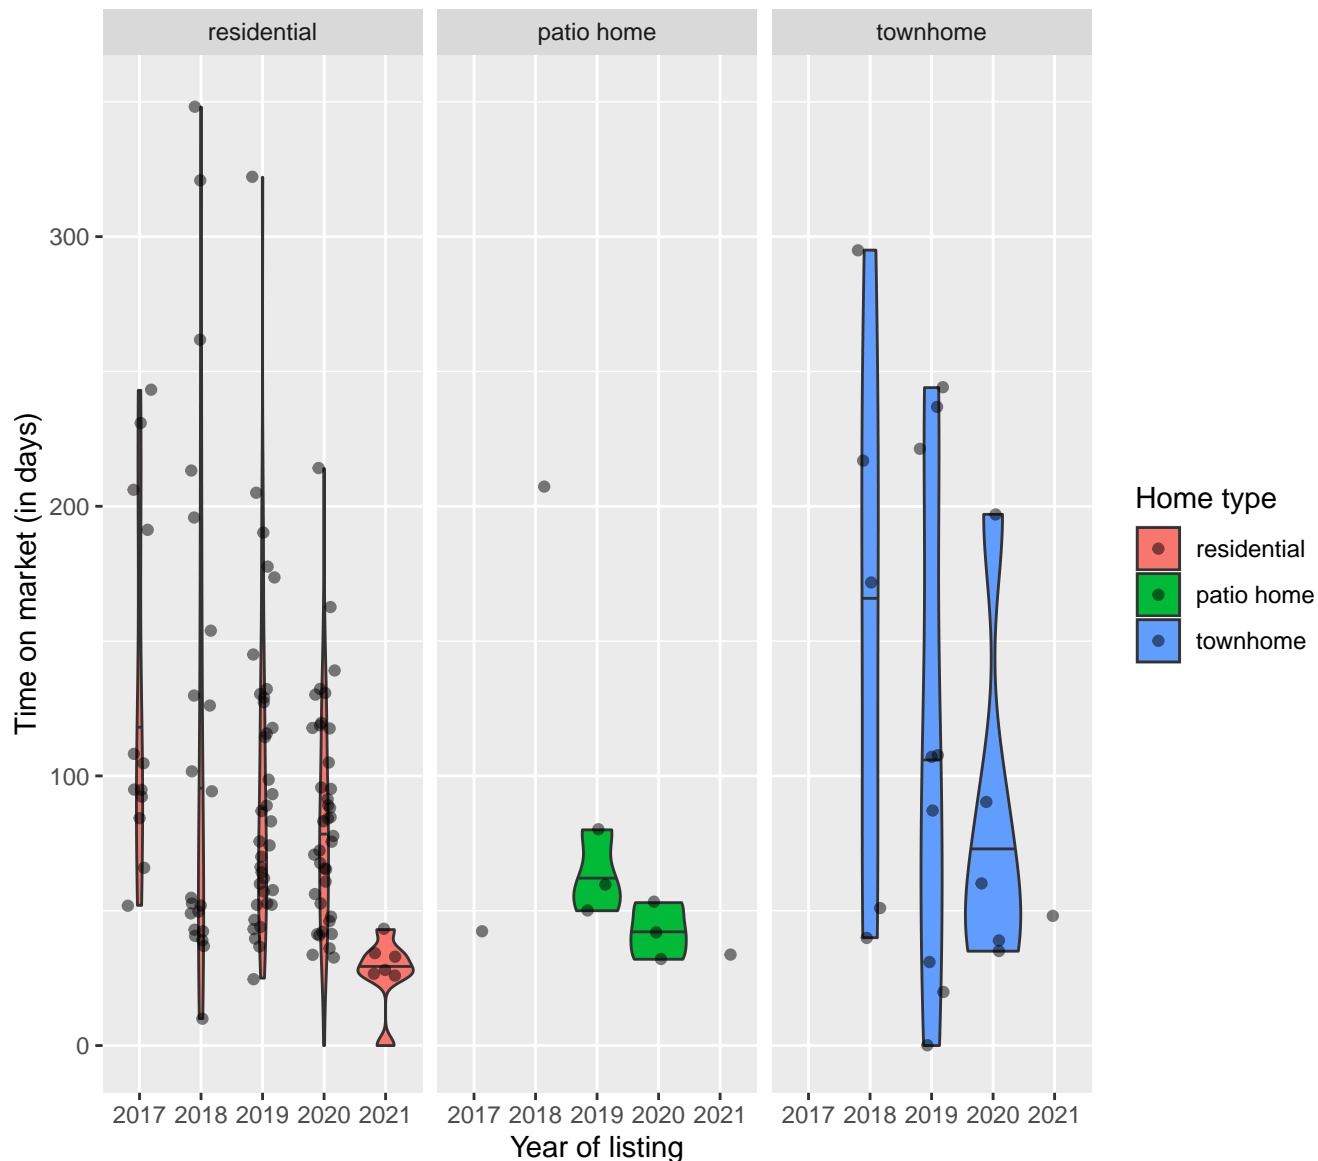 residential patio home townhome
300
200
100
0
Time on market (in days)
2017 2018 2019 2020 2021 2017 2018 2019 2020 2021 2017 2018 2019 2020 2021
Year of listing
Home type
residential
patio home
townhome